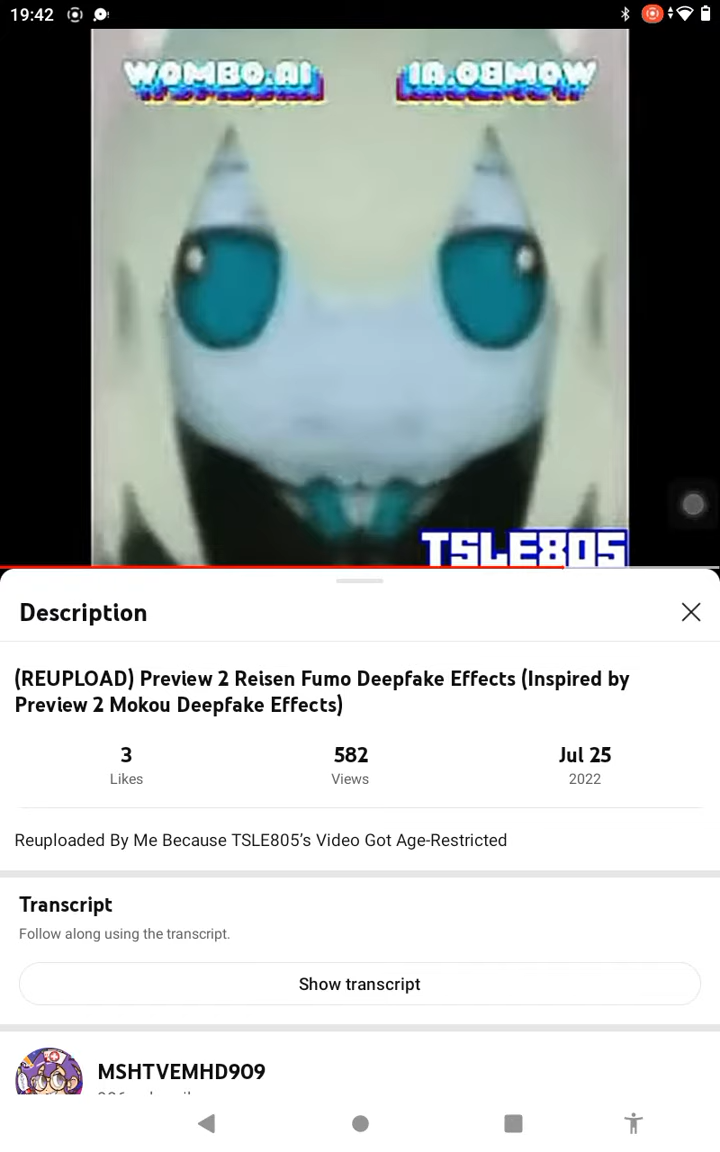 19:42
WOMBO.AI
WOMBO.AI
TSLE805
Description
(REUPLOAD) Preview 2 Reisen Fumo Deepfake Effects (Inspired by
Preview 2 Mokou Deepfake Effects)
3 582 Jul 25
Likes Views 2022
Reuploaded By Me Because TSLE805’s Video Got Age-Restricted
Transcript
Follow along using the transcript.
Show transcript
MSHTVEMHD909